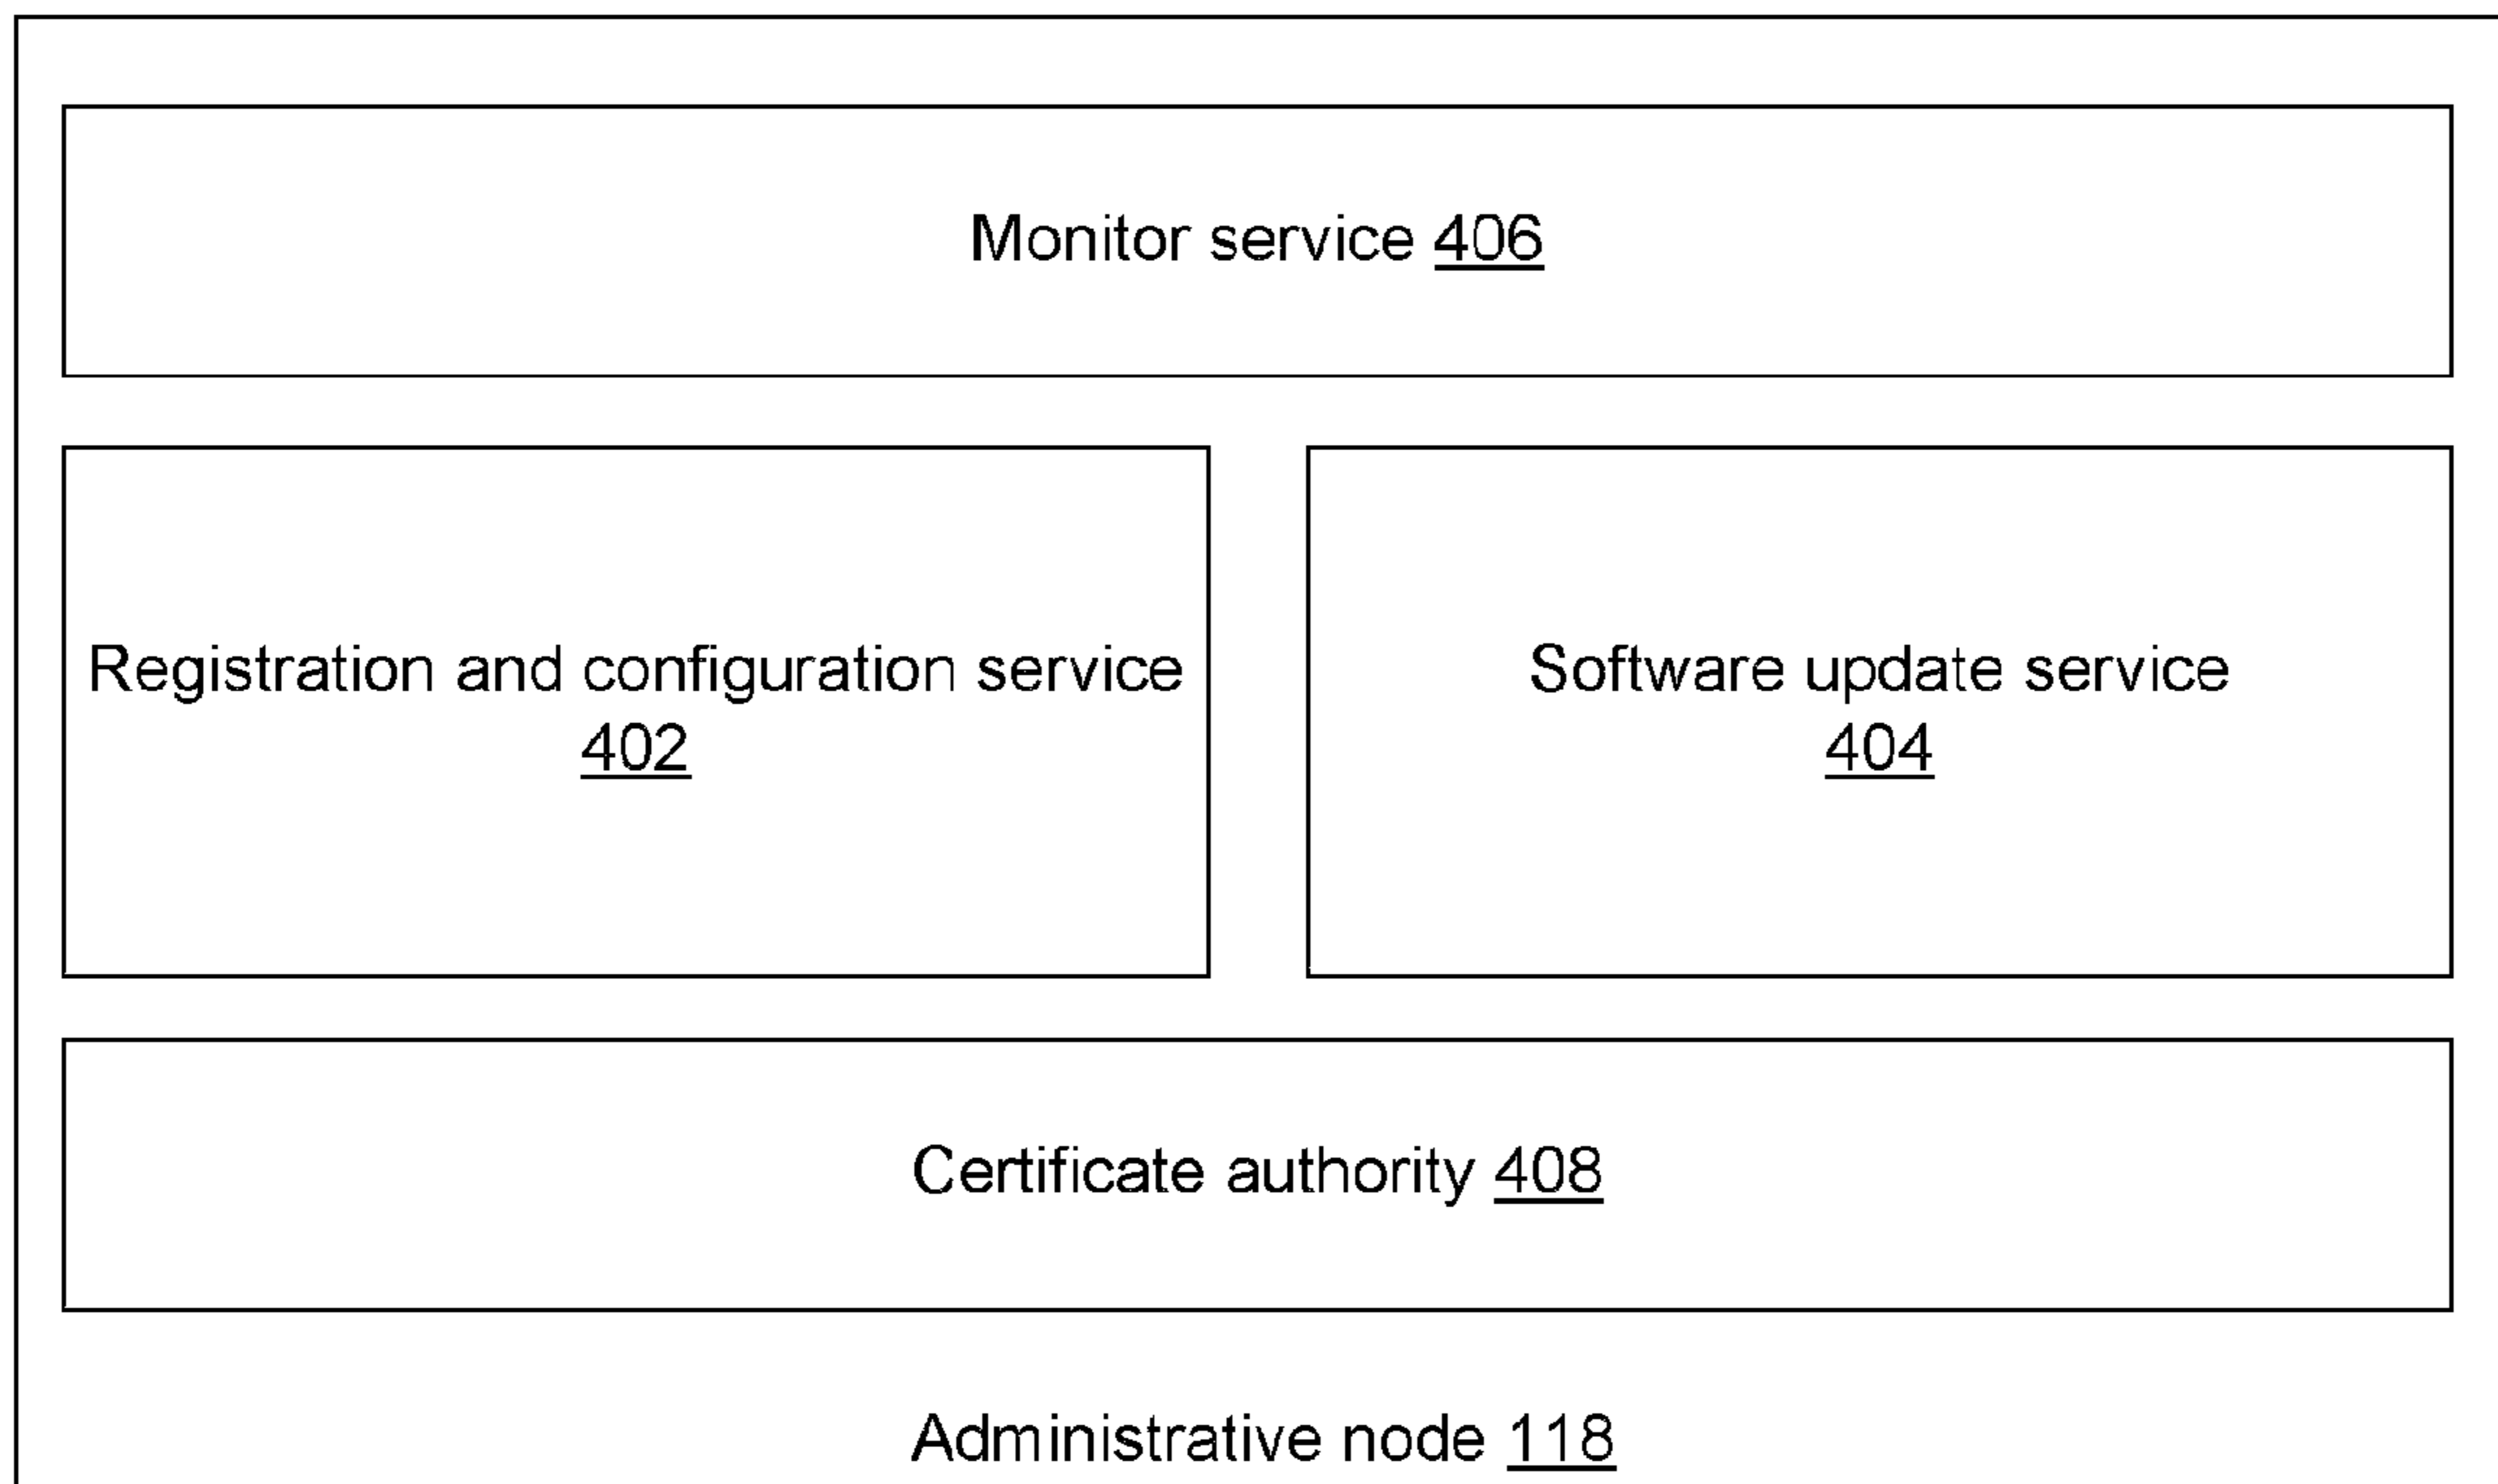 Monitor service 406
Registration and configuration service
402
Software update service
404
Certificate authority 408
Administrative node 118